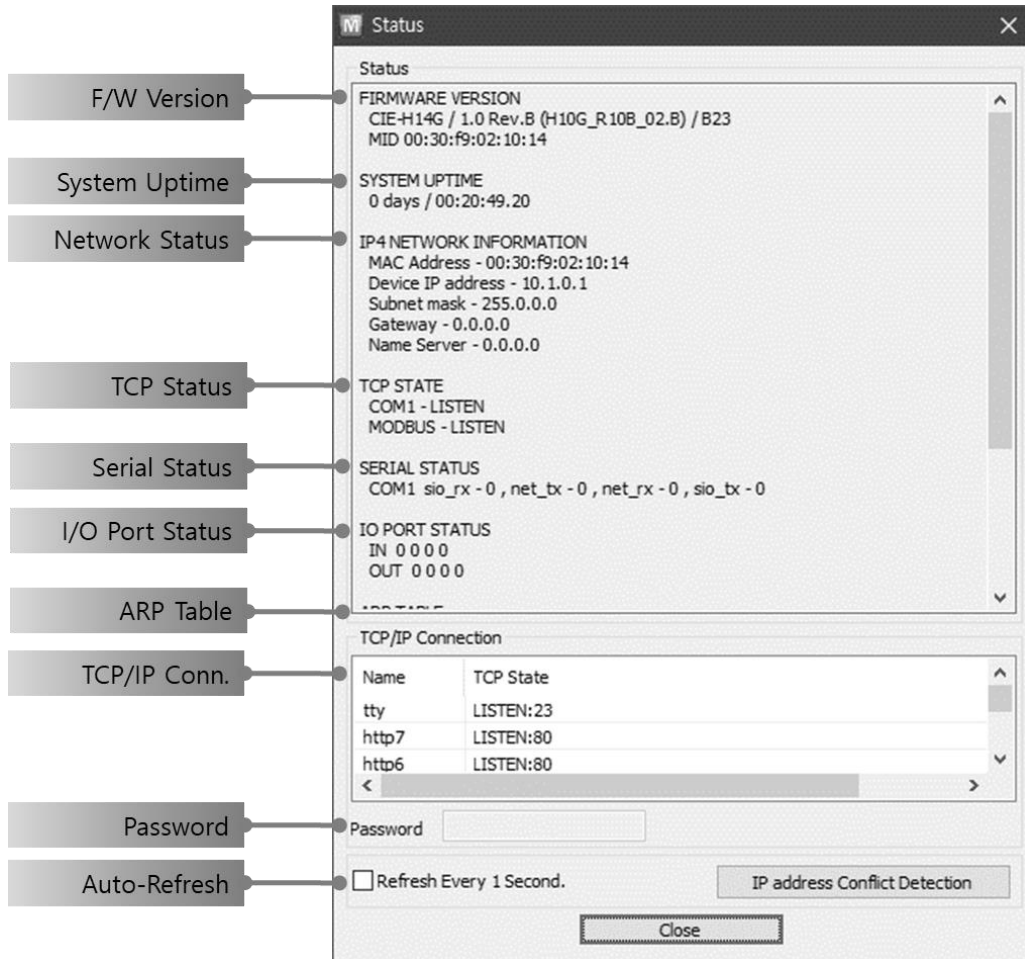 M Status
Status
F/W Version
FIRMWARE VERSION
CIE-H14G / 1.0 Rev.B (H10G_R10B_02.B) / B23
MID 00:30:f9:02:10:14
System Uptime
SYSTEM UPTIME
0 days / 00:20:49.20
Network Status
IP4 NETWORK INFORMATION
MAC Address - 00:30:f9:02:10:14
Device IP address - 10.1.0.1
Subnet mask - 255.0.0.0
Gateway - 0.0.0.0
Name Server - 0.0.0.0
TCP Status
TCP STATE
COM1 - LISTEN
MODBUS - LISTEN
Serial Status
SERIAL STATUS
COM1 sio_rx - 0 , net_tx - 0 , net_rx - 0 , sio_tx - 0
I/O Port Status
IO PORT STATUS
IN 0 0 0 0
OUT 0 0 0 0
ARP Table
TCP/IP Connection
TCP/IP Conn.
Name TCP State
tty LISTEN:23
http7 LISTEN:80
http6 LISTEN:80
Password
Password
Auto-Refresh
Refresh Every 1 Second.
IP address Conflict Detection
Close